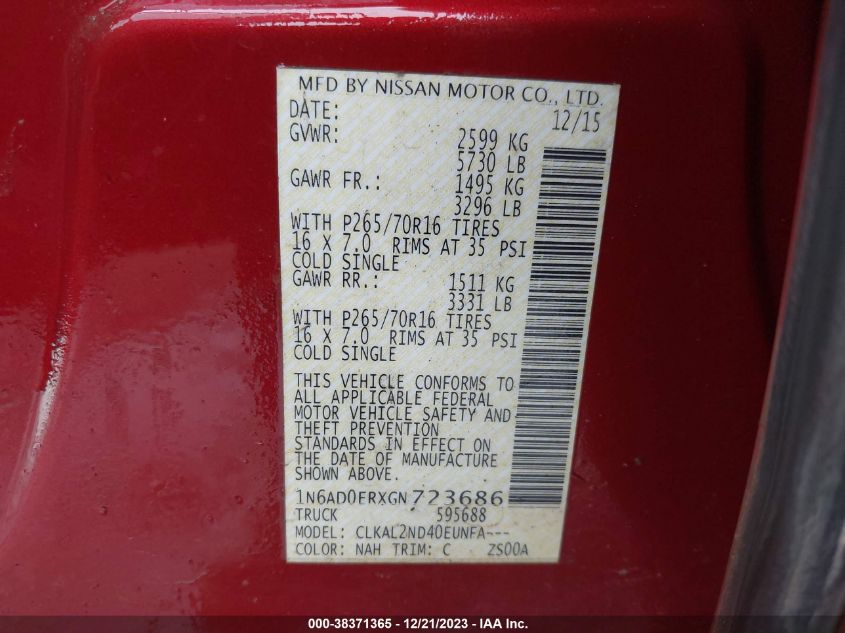 MFD BY NISSAN MOTOR CO., LTD.
DATE: 12/15
GVWR: 2599 KG
5730 LB
GAWR FR.: 1495 KG
3296 LB
WITH P265/70R16 TIRES
16 X 7.0 RIMS AT 35 PSI
COLD SINGLE
GAWR RR.: 1511 KG
3331 LB
WITH P265/70R16 TIRES
16 X 7.0 RIMS AT 35 PSI
COLD SINGLE
THIS VEHICLE CONFORMS TO
ALL APPLICABLE FEDERAL
MOTOR VEHICLE SAFETY AND
THEFT PREVENTION
STANDARDS IN EFFECT ON
THE DATE OF MANUFACTURE
SHOWN ABOVE.
1N6AD0ERXGN723686
TRUCK 595688
MODEL: CLKAL2ND40EUNFA---
COLOR: NAH TRIM: C ZS00A
000-38371365 - 12/21/2023 - IAA Inc.